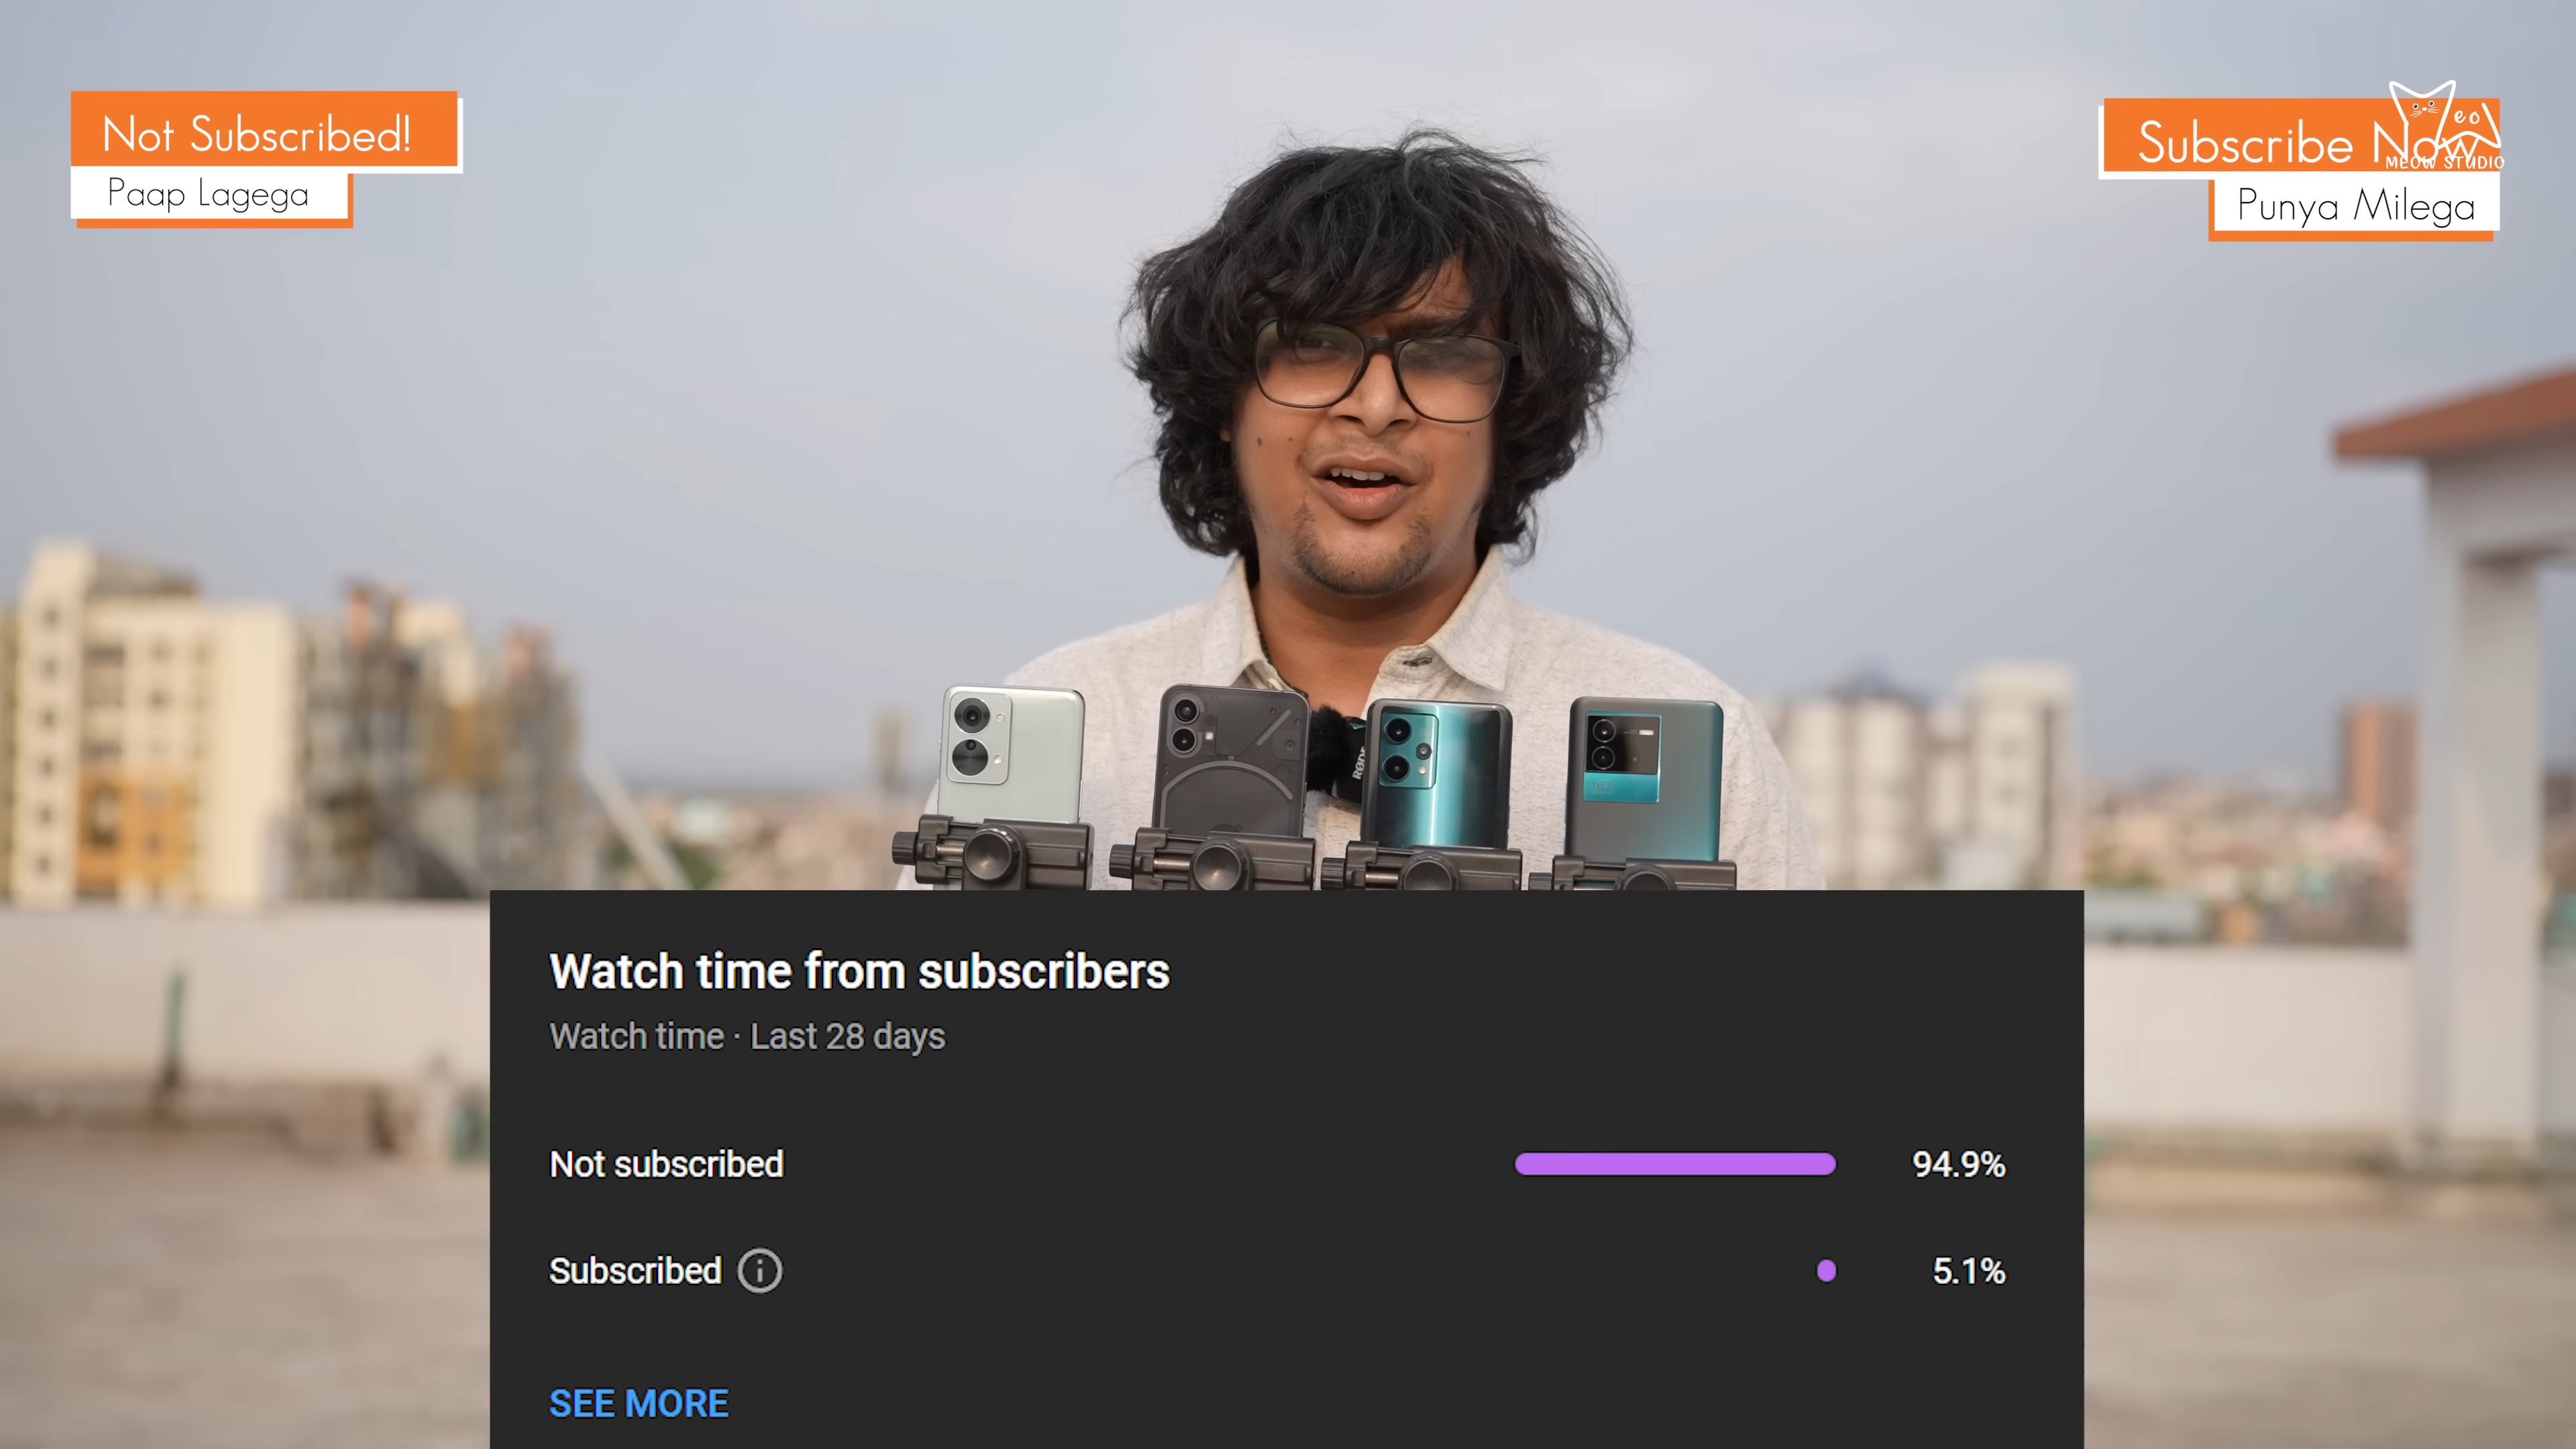 Not Subscribed!
Paap Lagega
Subscribe Now
Punya Milega
MEOW STUDIO
RØDE
Watch time from subscribers
Watch time · Last 28 days
Not subscribed 94.9%
Subscribed 5.1%
SEE MORE